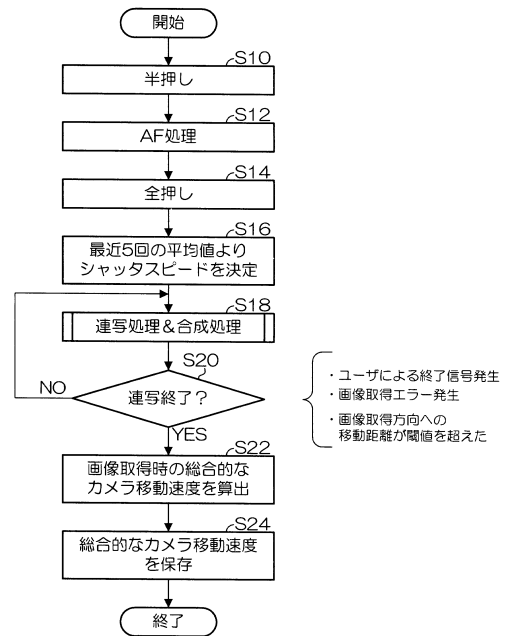 開始
S10
半押し
S12
AF処理
S14
全押し
S16
最近5回の平均値より
シャッタスピードを決定
S18
連写処理&合成処理
S20
連写終了？
NO
YES
・ユーザによる終了信号発生
・画像取得エラー発生
・画像取得方向への
移動距離が閾値を超えた
S22
画像取得時の総合的な
カメラ移動速度を算出
S24
総合的なカメラ移動速度
を保存
終了